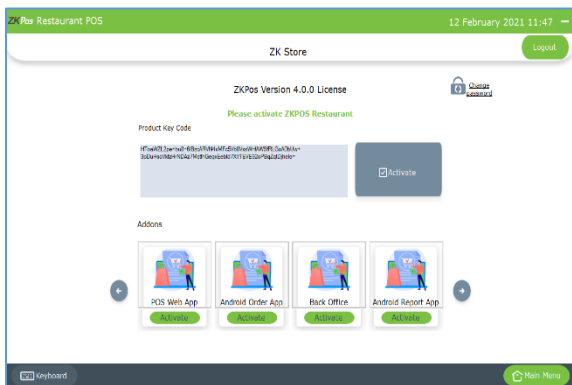 ZKPos Restaurant POS
12 February 2021 11:47
ZK Store
Logout
ZKPos Version 4.0.0 License
Change password
Please activate ZKPOS Restaurant
Product Key Code
Activate
Addons
POS Web App
Android Order App
Back Office
Android Report App
Activate
Activate
Activate
Activate
Keyboard
Main Menu